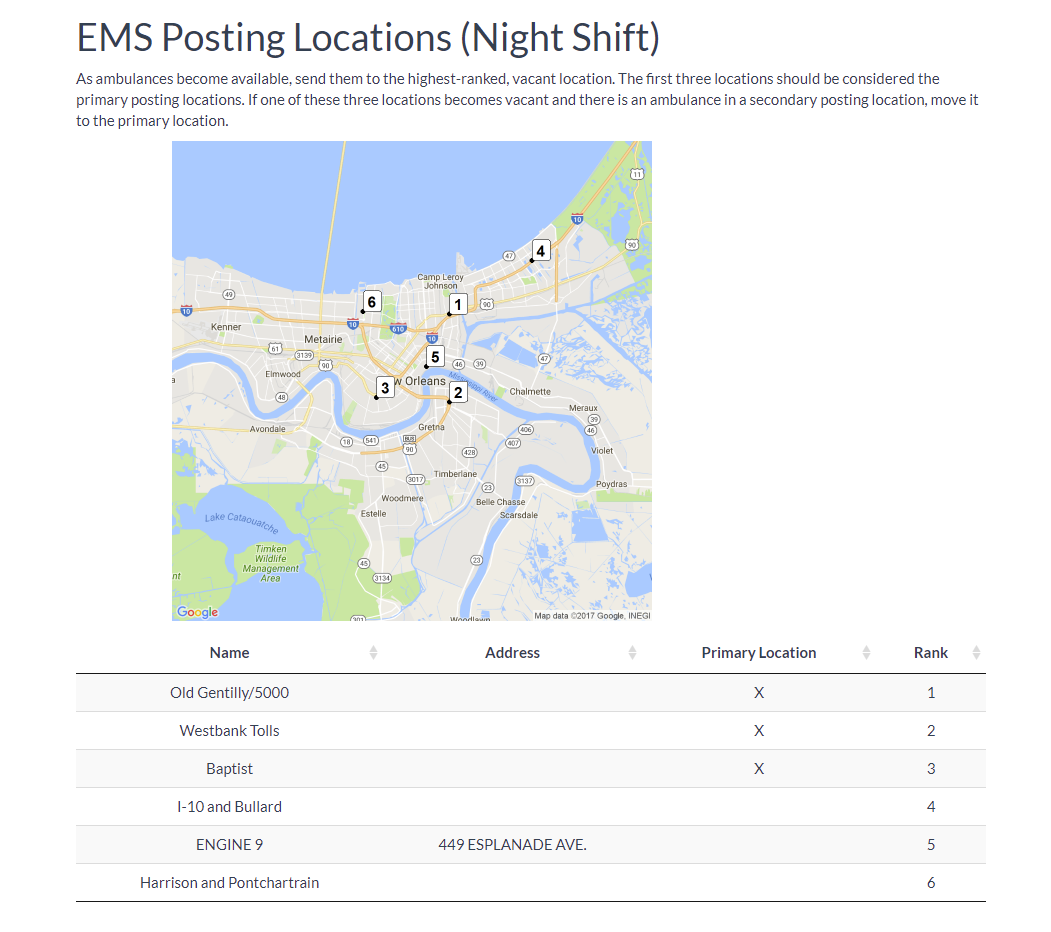 EMS Posting Locations (Night Shift)
As ambulances become available, send them to the highest-ranked, vacant location. The first three locations should be considered the
primary posting locations. If one of these three locations becomes vacant and there is an ambulance in a secondary posting location, move it
to the primary location.
11
10
90
4
47
Camp Leroy
Johnson
49
6
1
90
10
10
610
Kenner
10
Metairie
61
3139
90
5
46
39
47
Elmwood
3
w Orleans
Mississippi River
2
Chalmette
48
Meraux
39
Avondale
Gretna
406
46
18
541
BUS
90
407
428
Violet
45
3017
Timberlane
3137
Poydras
23
Woodmere
Belle Chasse
Estelle
Scarsdale
Lake Cataouatche
Timken
Wildlife
Management
Area
45
23
3134
nt
Google
301
Woodlawn
Map data ©2017 Google, INEGI
Name Address Primary Location Rank
Old Gentilly/5000 X 1
Westbank Tolls X 2
Baptist X 3
I-10 and Bullard 4
ENGINE 9 449 ESPLANADE AVE. 5
Harrison and Pontchartrain 6